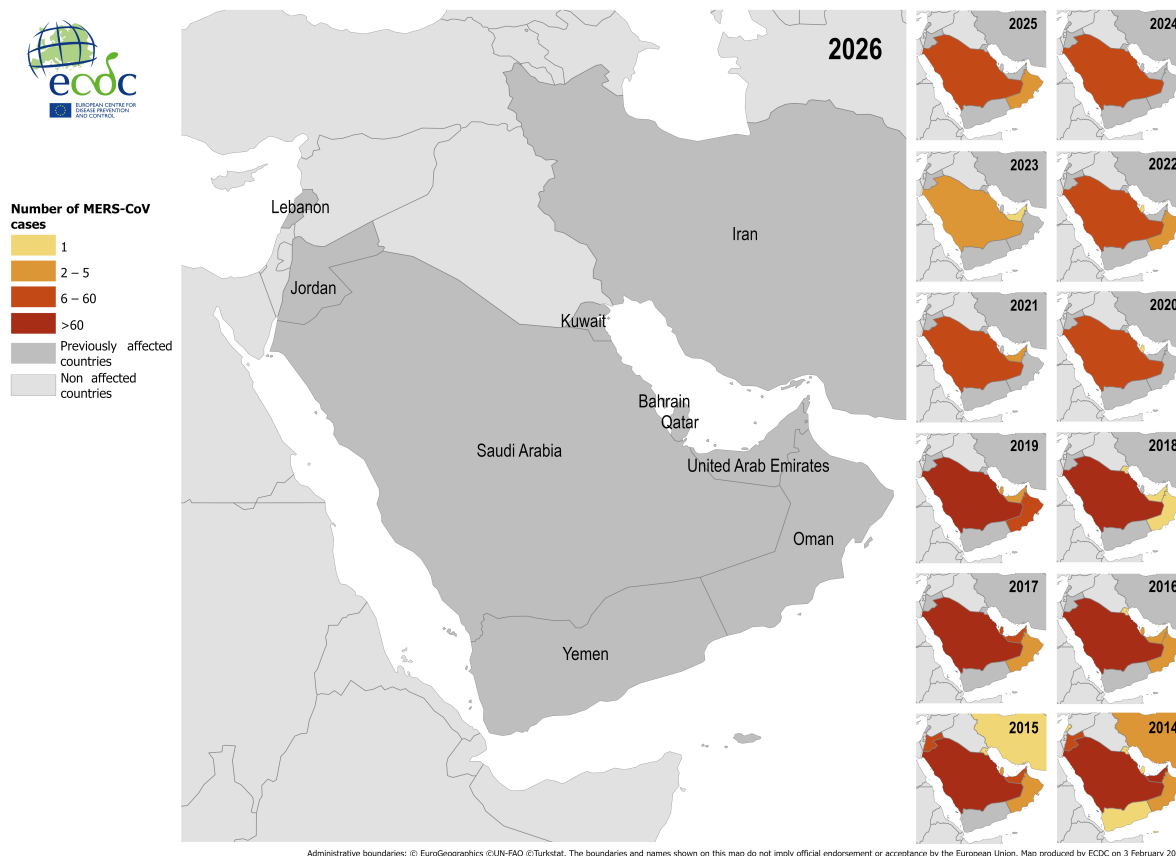 ecdc
EUROPEAN CENTRE FOR
DISEASE PREVENTION
AND CONTROL
Number of MERS-CoV
cases
1
2 – 5
6 – 60
>60
Previously affected
countries
Non affected
countries
2026
Lebanon
Iran
Jordan
Kuwait
Bahrain
Qatar
Saudi Arabia
United Arab Emirates
Oman
Yemen
2025
2024
2023
2022
2021
2020
2019
2018
2017
2016
2015
2014
Administrative boundaries: © EuroGeographics ©UN-FAO ©Turkstat. The boundaries and names shown on this map do not imply official endorsement or acceptance by the European Union. Map produced by ECDC on 3 February 20